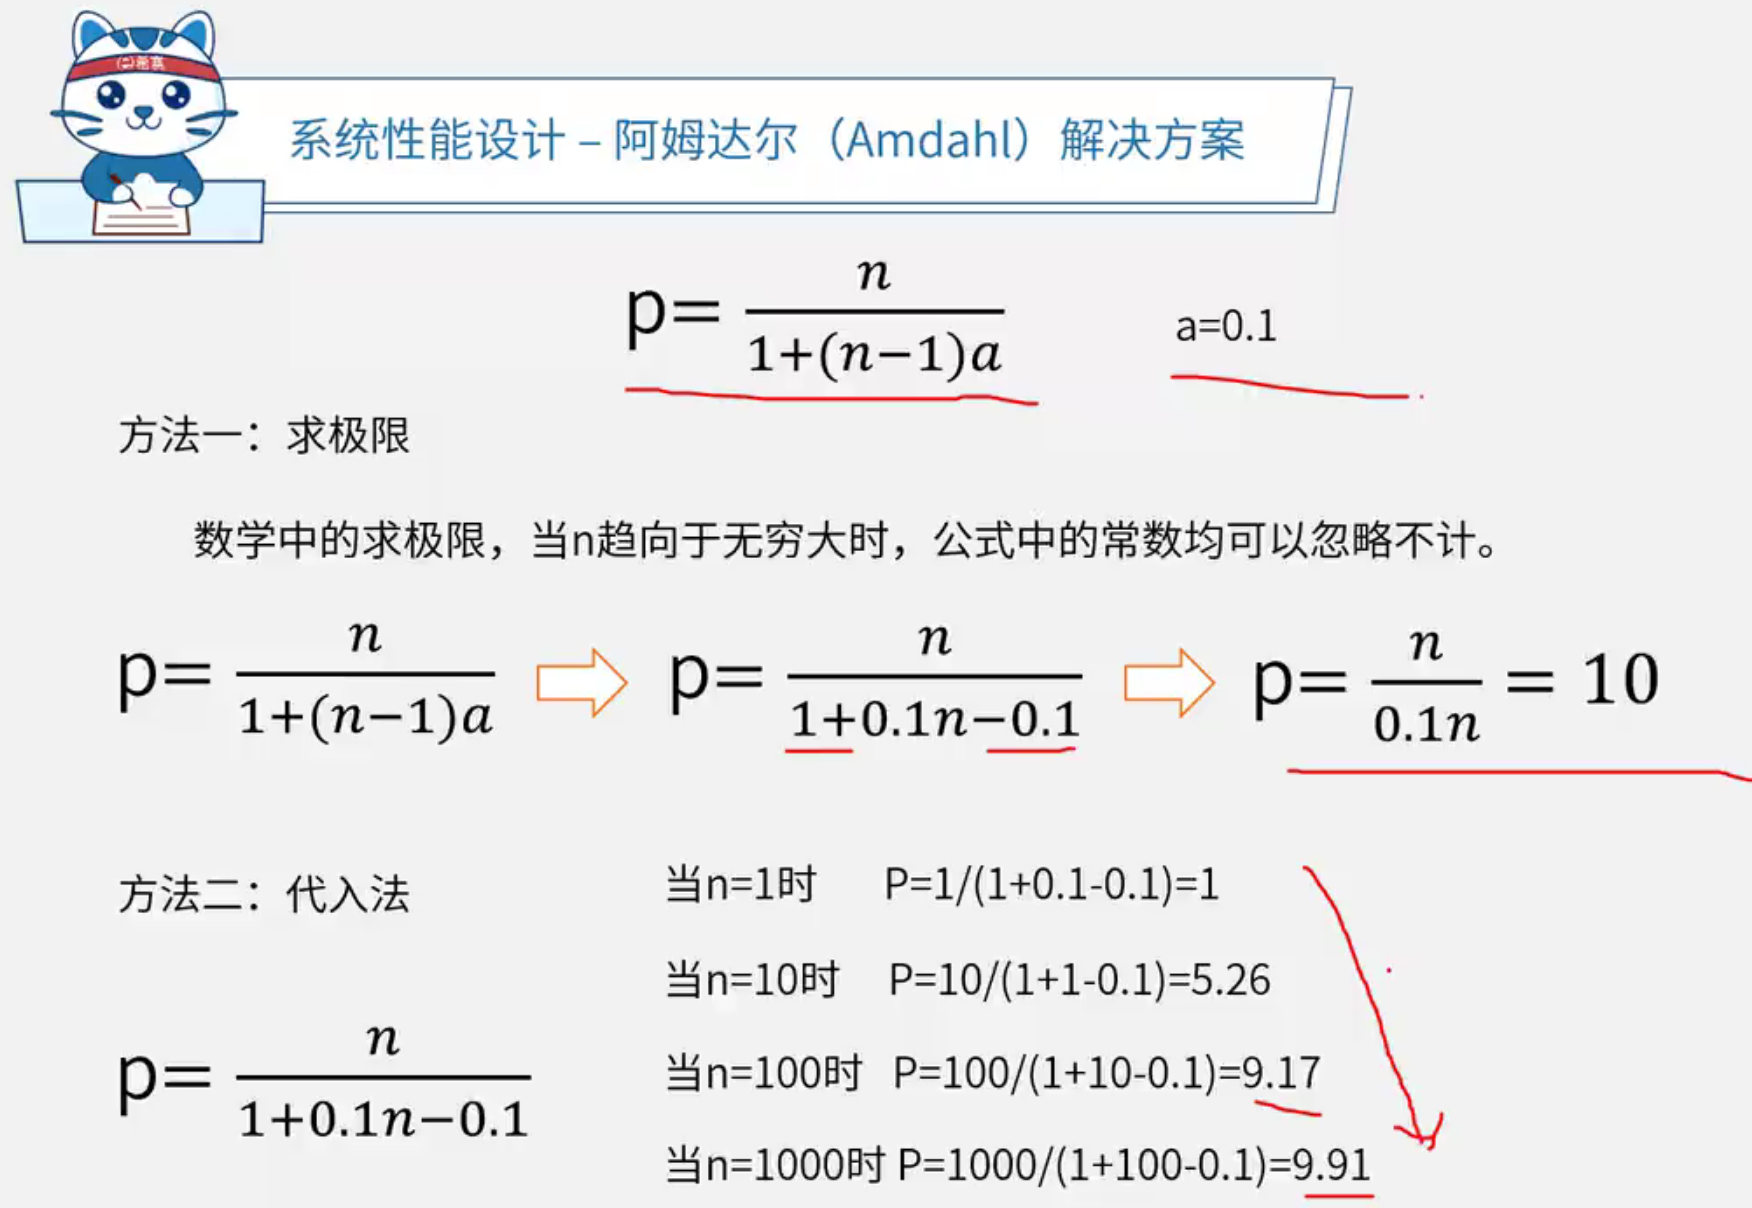 希赛
系统性能设计 – 阿姆达尔（Amdahl）解决方案
p= n / 1+(n−1)a   a=0.1
方法一：求极限
数学中的求极限，当n趋向于无穷大时，公式中的常数均可以忽略不计。
p= n / 1+(n−1)a   p= n / 1+0.1n−0.1   p= n / 0.1n = 10
方法二：代入法
p= n / 1+0.1n−0.1
当n=1时 P=1/(1+0.1-0.1)=1
当n=10时 P=10/(1+1-0.1)=5.26
当n=100时 P=100/(1+10-0.1)=9.17
当n=1000时 P=1000/(1+100-0.1)=9.91